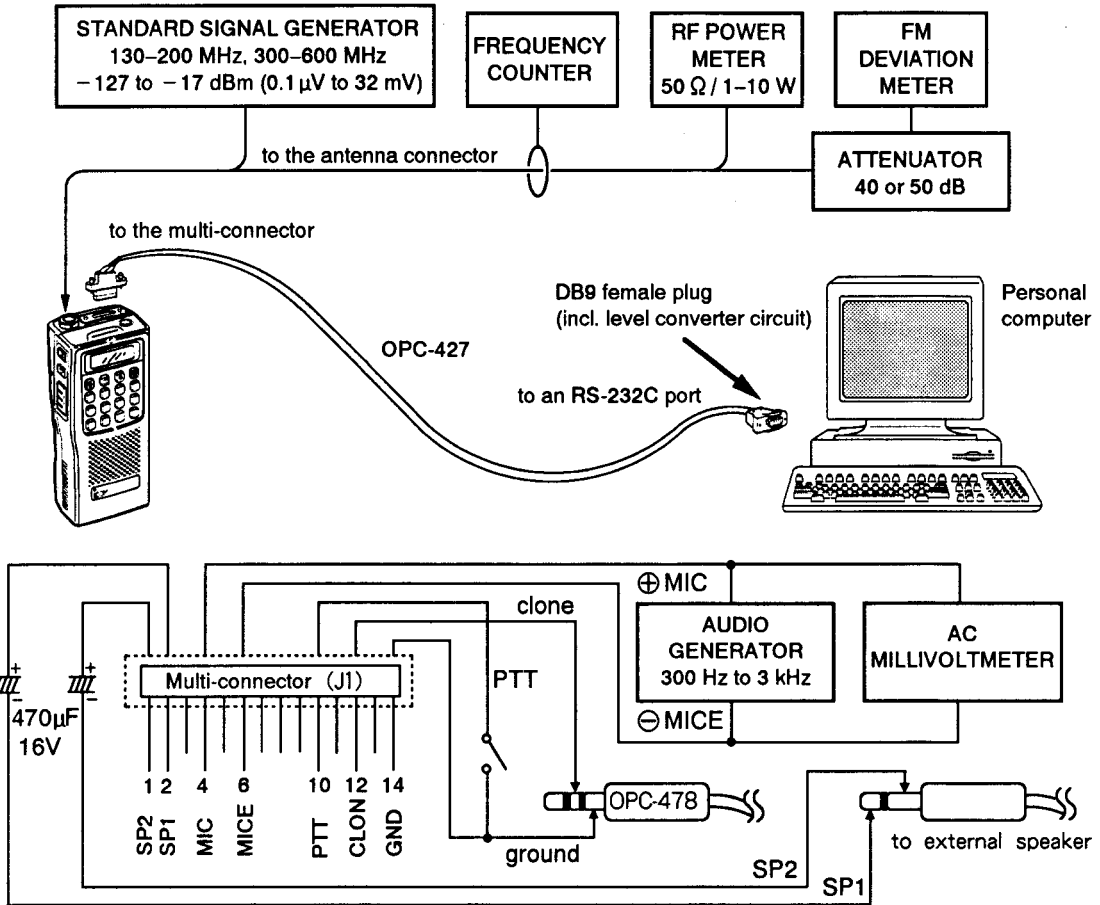 STANDARD SIGNAL GENERATOR
130–200 MHz, 300–600 MHz
−127 to −17 dBm (0.1 μV to 32 mV)
FREQUENCY
COUNTER
RF POWER
METER
50 Ω / 1–10 W
FM
DEVIATION
METER
to the antenna connector
ATTENUATOR
40 or 50 dB
to the multi-connector
DB9 female plug
(incl. level converter circuit)
Personal
computer
OPC-427
to an RS-232C port
⊕ MIC
clone
AUDIO
GENERATOR
300 Hz to 3 kHz
AC
MILLIVOLTMETER
+
+
Multi-connector (J1)
PTT
−
−
470μF
16V
⊖ MICE
1 2 4 6 10 12 14
SP2
SP1
MIC
MICE
PTT
CLON
GND
OPC-478
ground
to external speaker
SP2
SP1